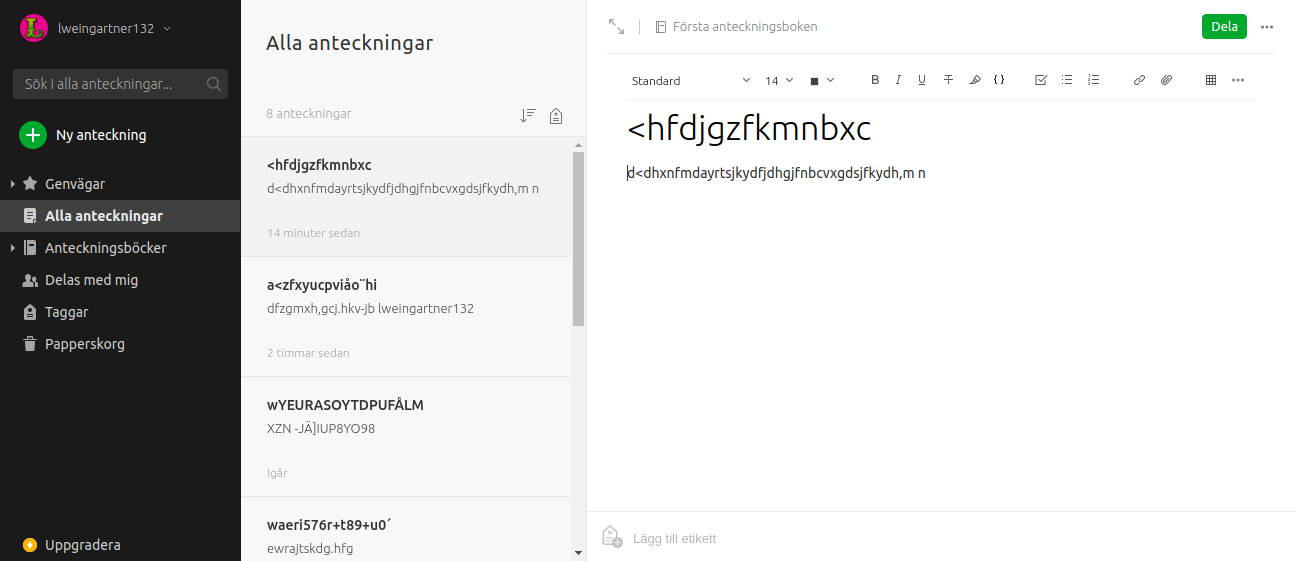 lweingartner132
Sök i alla anteckningar...
Ny anteckning
Genvägar
Alla anteckningar
Anteckningsböcker
Delas med mig
Taggar
Papperskorg
Uppgradera
Alla anteckningar
8 anteckningar
<hfdjgzfkmnbxc
d<dhxnfmdayrtsjkydfjdhgjfnbcvxgdsjfkydh,m n
14 minuter sedan
a<zfxyucpviåo¨hi
dfzgmxh,gcj.hkv-jb lweingartner132
2 timmar sedan
wYEURASOYTDPUFÅLM
XZN -JÄ]IUP8YO98
Igår
waeri576r+t89+u0´
ewrajtskdg.hfg
Första anteckningsboken
Dela
Standard 14 B I U T {}
<hfdjgzfkmnbxc
d<dhxnfmdayrtsjkydfjdhgjfnbcvxgdsjfkydh,m n
Lägg till etikett